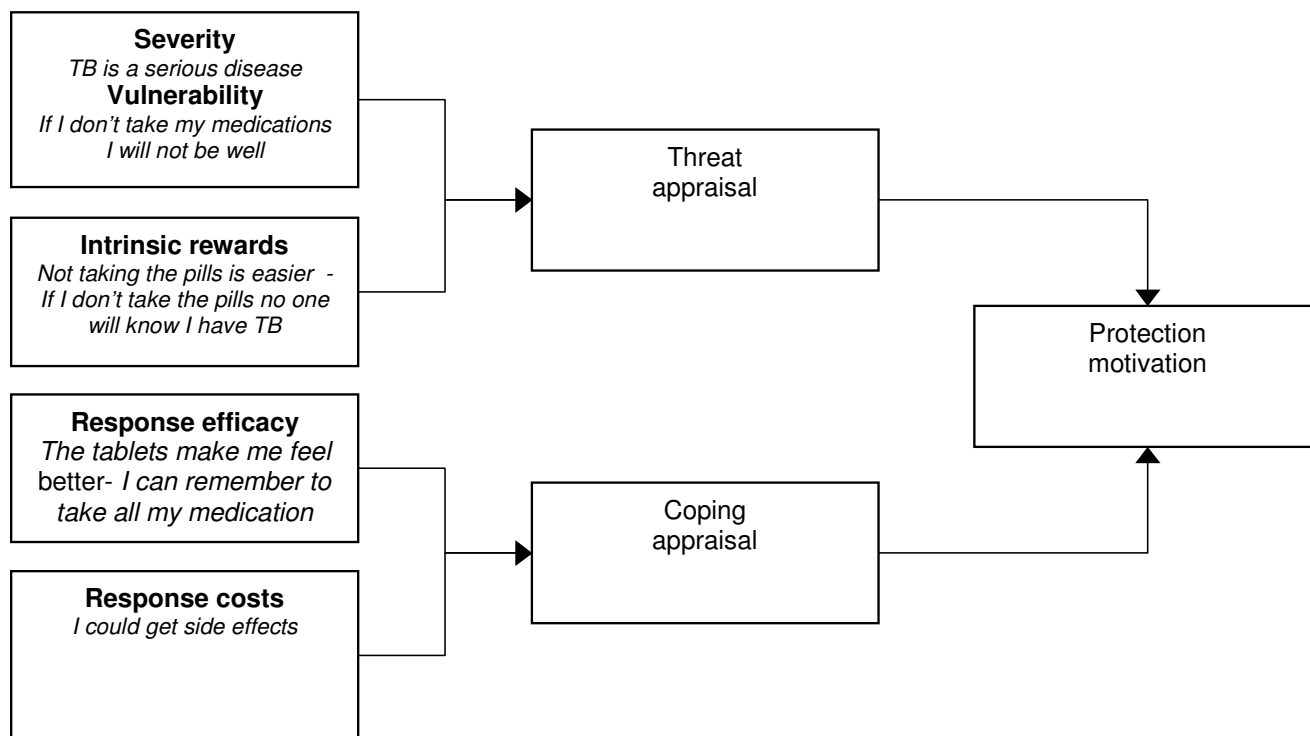 Severity
TB is a serious disease
Vulnerability
If I don’t take my medications
I will not be well
Intrinsic rewards
Not taking the pills is easier -
If I don’t take the pills no one
will know I have TB
Response efficacy
The tablets make me feel
better- I can remember to
take all my medication
Response costs
I could get side effects
Threat
appraisal
Coping
appraisal
Protection
motivation